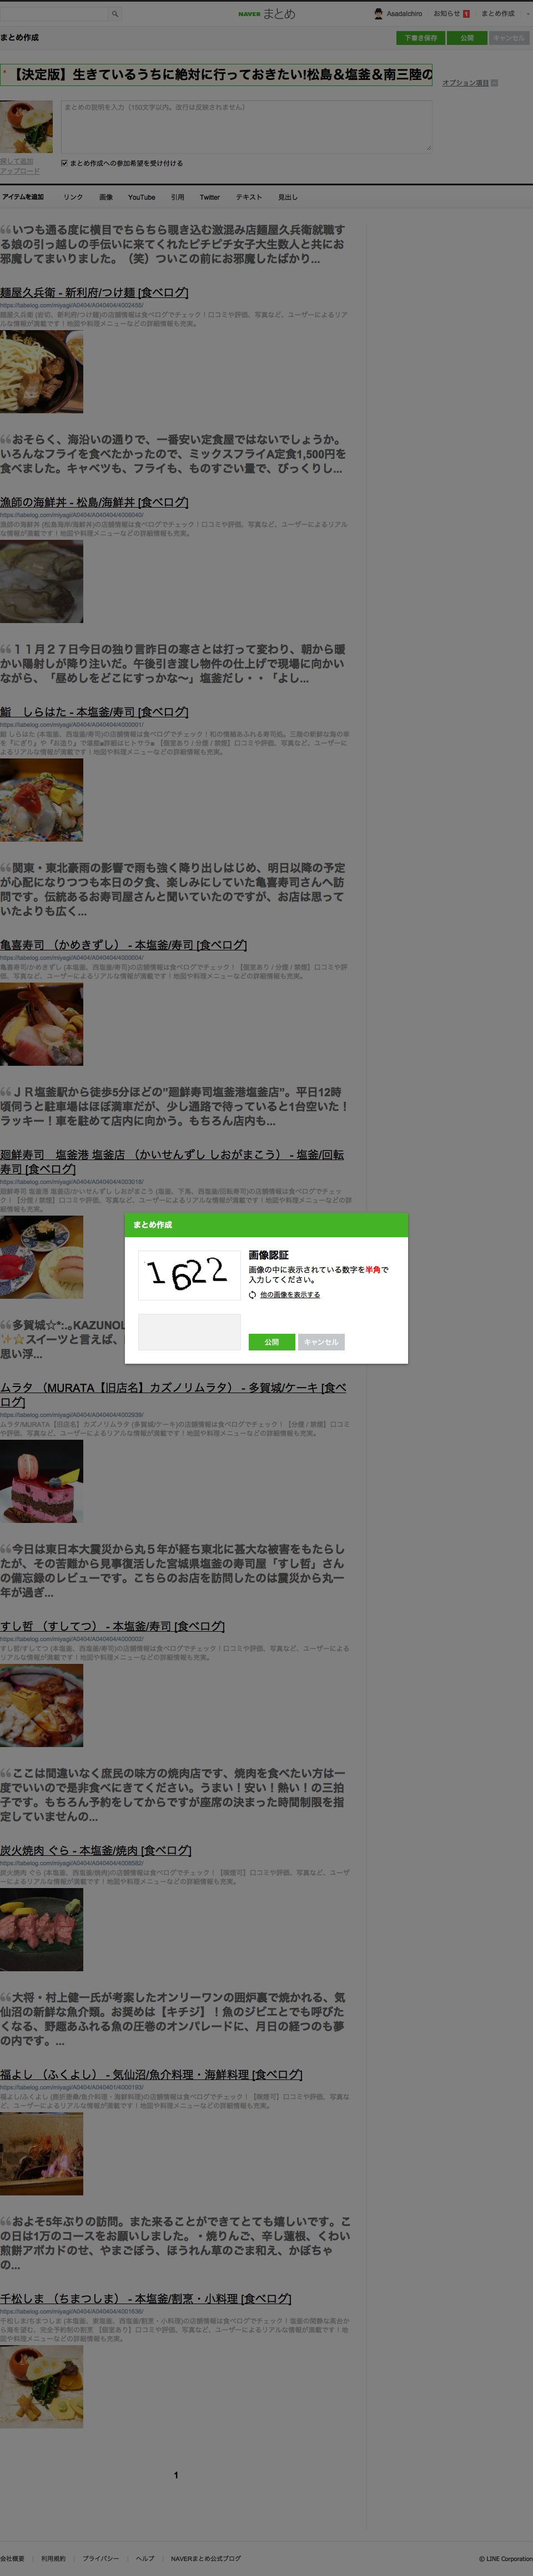 NAVER まとめ
AsadaIchiro
お知らせ 1
まとめ作成
まとめ作成
下書き保存
公開
キャンセル
* 【決定版】生きているうちに絶対に行っておきたい!松島＆塩釜＆南三陸の
オプション項目
まとめの説明を入力（150文字以内。改行は反映されません）
探して追加
アップロード
まとめ作成への参加希望を受け付ける
アイテムを追加 リンク 画像 YouTube 引用 Twitter テキスト 見出し
いつも通る度に横目でちらちら覗き込む激混み店麺屋久兵衛就職す
る娘の引っ越しの手伝いに来てくれたピチピチ女子大生数人と共にお
邪魔してまいりました。（笑）ついこの前にお邪魔したばかり...
麺屋久兵衛 - 新利府/つけ麺 [食べログ]
麺屋久兵衛 (岩切、新利府/つけ麺)の店舗情報は食べログでチェック！口コミや評価、写真など、ユーザーによるリア
ルな情報が満載です！地図や料理メニューなどの詳細情報も充実。
おそらく、海沿いの通りで、一番安い定食屋ではないでしょうか。
いろんなフライを食べたかったので、ミックスフライA定食1,500円を
食べました。キャベツも、フライも、ものすごい量で、びっくりし...
漁師の海鮮丼 - 松島/海鮮丼 [食べログ]
漁師の海鮮丼 (松島海岸/海鮮丼)の店舗情報は食べログでチェック！口コミや評価、写真など、ユーザーによるリアル
な情報が満載です！地図や料理メニューなどの詳細情報も充実。
１１月２７日今日の独り言昨日の寒さとは打って変わり、朝から暖
かい陽射しが降り注いだ。午後引き渡し物件の仕上げで現場に向かい
ながら、「昼めしをどこにすっかな〜」塩釜だし・・「よし...
鮨　しらはた - 本塩釜/寿司 [食べログ]
https://tabelog.com/miyagi/A0404/A040404/4000001/
鮨 しらはた (本塩釜、西塩釜/寿司)の店舗情報は食べログでチェック！和の情緒あふれる寿司処。三陸の新鮮な海の幸
を『にぎり』や『お造り』で堪能■詳細はヒトサラ■ 【個室あり / 分煙 / 禁煙】口コミや評価、写真など、ユーザーに
よるリアルな情報が満載です！地図や料理メニューなどの詳細情報も充実。
関東・東北豪雨の影響で雨も強く降り出しはじめ、明日以降の予定
が心配になりつつも本日の夕食、楽しみにしていた亀喜寿司さんへ訪
問です。伝統あるお寿司屋さんと聞いていたのですが、お店は思って
いたよりも広く...
亀喜寿司 （かめきずし） - 本塩釜/寿司 [食べログ]
https://tabelog.com/miyagi/A0404/A040404/4000004/
亀喜寿司/かめきずし (本塩釜、西塩釜/寿司)の店舗情報は食べログでチェック！【個室あり / 分煙 / 禁煙】口コミや評
価、写真など、ユーザーによるリアルな情報が満載です！地図や料理メニューなどの詳細情報も充実。
ＪＲ塩釜駅から徒歩5分ほどの”廻鮮寿司塩釜港塩釜店”。平日12時
頃伺うと駐車場はほぼ満車だが、少し通路で待っていると1台空いた！
ラッキー！車を駐めて店内に向かう。もちろん店内も...
廻鮮寿司　塩釜港 塩釜店 （かいせんずし しおがまこう） - 塩釜/回転
寿司 [食べログ]
廻鮮寿司 塩釜港 塩釜店/かいせんずし しおがまこう (塩釜、下馬、西塩釜/回転寿司)の店舗情報は食べログでチェッ
ク！【分煙 / 禁煙】口コミや評価、写真など、ユーザーによるリアルな情報が満載です！地図や料理メニューなどの詳
細情報も充実。
まとめ作成
1622
画像認証
画像の中に表示されている数字を半角で
入力してください。
他の画像を表示する
公開
キャンセル
多賀城☆*:.｡.KAZUNOL
スイーツと言えば、
思い浮...
ムラタ （MURATA【旧店名】カズノリムラタ） - 多賀城/ケーキ [食べ
ログ]
ムラタ/MURATA【旧店名】カズノリムラタ (多賀城/ケーキ)の店舗情報は食べログでチェック！【分煙 / 禁煙】口コミ
や評価、写真など、ユーザーによるリアルな情報が満載です！地図や料理メニューなどの詳細情報も充実。
今日は東日本大震災から丸５年が経ち東北に甚大な被害をもたらし
たが、その苦難から見事復活した宮城県塩釜の寿司屋「すし哲」さん
の備忘録のレビューです。こちらのお店を訪問したのは震災から丸一
年が過ぎ...
すし哲 （すしてつ） - 本塩釜/寿司 [食べログ]
https://tabelog.com/miyagi/A0404/A040404/4000002/
すし哲/すしてつ (本塩釜、西塩釜/寿司)の店舗情報は食べログでチェック！口コミや評価、写真など、ユーザーによる
リアルな情報が満載です！地図や料理メニューなどの詳細情報も充実。
ここは間違いなく庶民の味方の焼肉店です、焼肉を食べたい方は一
度でいいので是非食べにきてください。うまい！安い！熱い！の三拍
子です。もちろん予約をしてからですが座席の決まった時間制限を指
定していませんの...
炭火焼肉 ぐら - 本塩釜/焼肉 [食べログ]
炭火焼肉 ぐら (本塩釜、西塩釜/焼肉)の店舗情報は食べログでチェック！【喫煙可】口コミや評価、写真など、ユーザ
ーによるリアルな情報が満載です！地図や料理メニューなどの詳細情報も充実。
大将・村上健一氏が考案したオンリーワンの囲炉裏で焼かれる、気
仙沼の新鮮な魚介類。お奨めは【キチジ】！魚のジビエとでも呼びた
くなる、野趣あふれる魚の圧巻のオンパレードに、月日の経つのも夢
の内です。...
福よし （ふくよし） - 気仙沼/魚介料理・海鮮料理 [食べログ]
福よし/ふくよし (南気仙沼/魚介料理・海鮮料理)の店舗情報は食べログでチェック！【喫煙可】口コミや評価、写真な
ど、ユーザーによるリアルな情報が満載です！地図や料理メニューなどの詳細情報も充実。
およそ5年ぶりの訪問。また来ることができてとても嬉しいです。こ
の日は1万のコースをお願いしました。・焼りんご、辛し蓮根、くわい
煎餅アボカドのせ、やまごぼう、ほうれん草のごま和え、かぼちゃ
の...
千松しま （ちまつしま） - 本塩釜/割烹・小料理 [食べログ]
千松しま/ちまつしま (本塩釜、東塩釜、西塩釜/割烹・小料理)の店舗情報は食べログでチェック！塩釜の閑静な高台か
ら海を望む、完全予約制の割烹 【個室あり】口コミや評価、写真など、ユーザーによるリアルな情報が満載です！地
図や料理メニューなどの詳細情報も充実。
1
会社概要 利用規約 プライバシー ヘルプ NAVERまとめ公式ブログ
© LINE Corporation